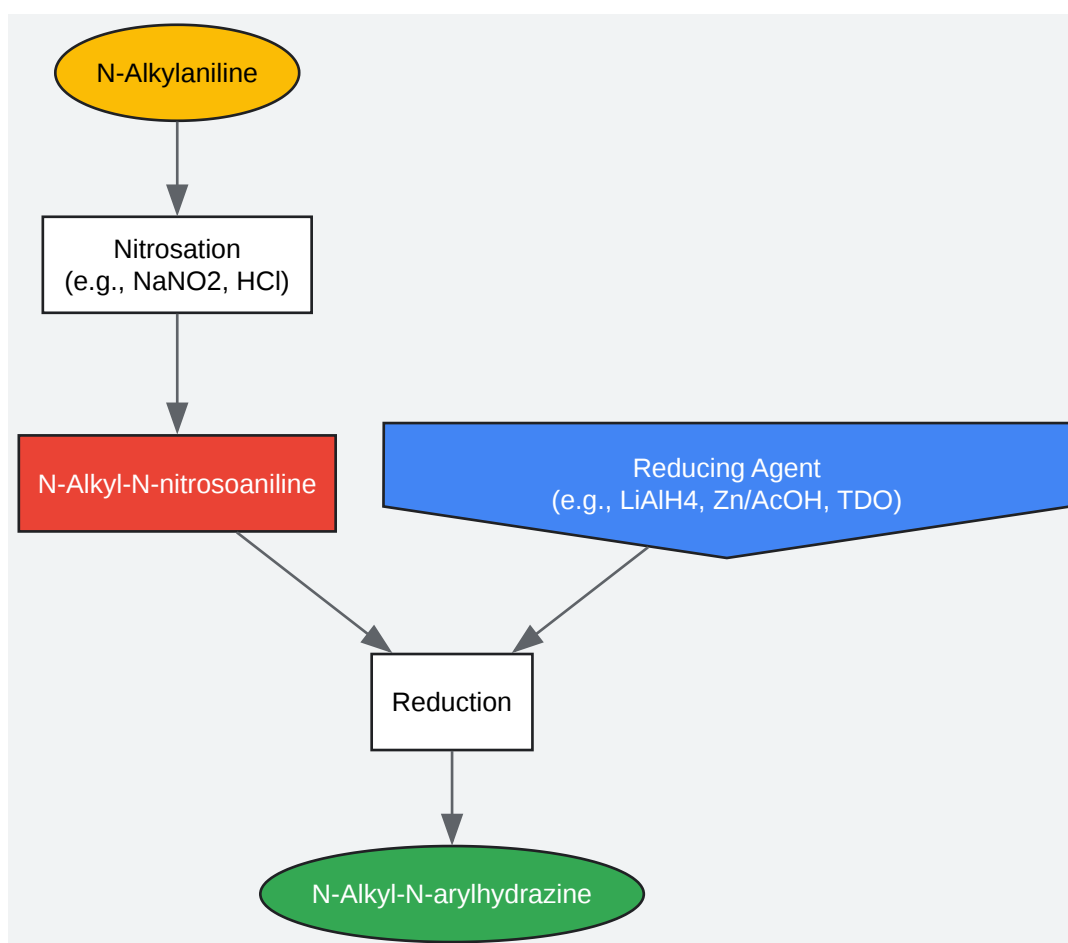 N-Alkylaniline
Nitrosation
(e.g., NaNO2, HCl)
N-Alkyl-N-nitrosoaniline
Reducing Agent
(e.g., LiAlH4, Zn/AcOH, TDO)
Reduction
N-Alkyl-N-arylhydrazine